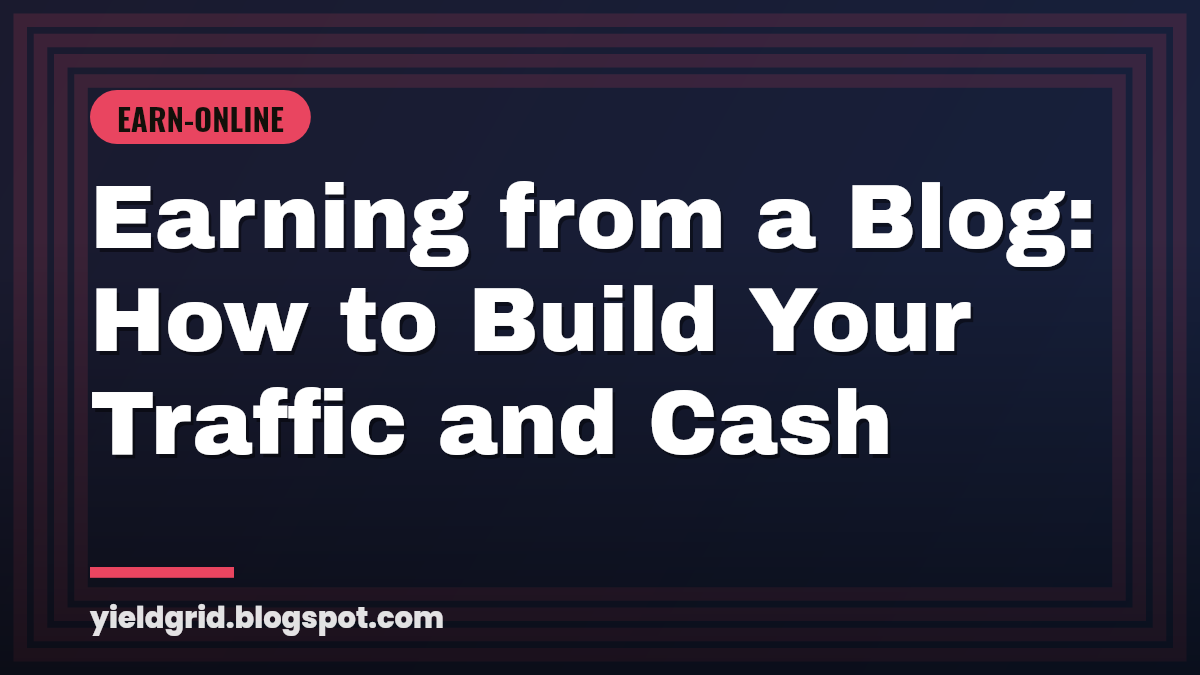 EARN-ONLINE
Earning from a Blog:
How to Build Your
Traffic and Cash
yieldgrid.blogspot.com